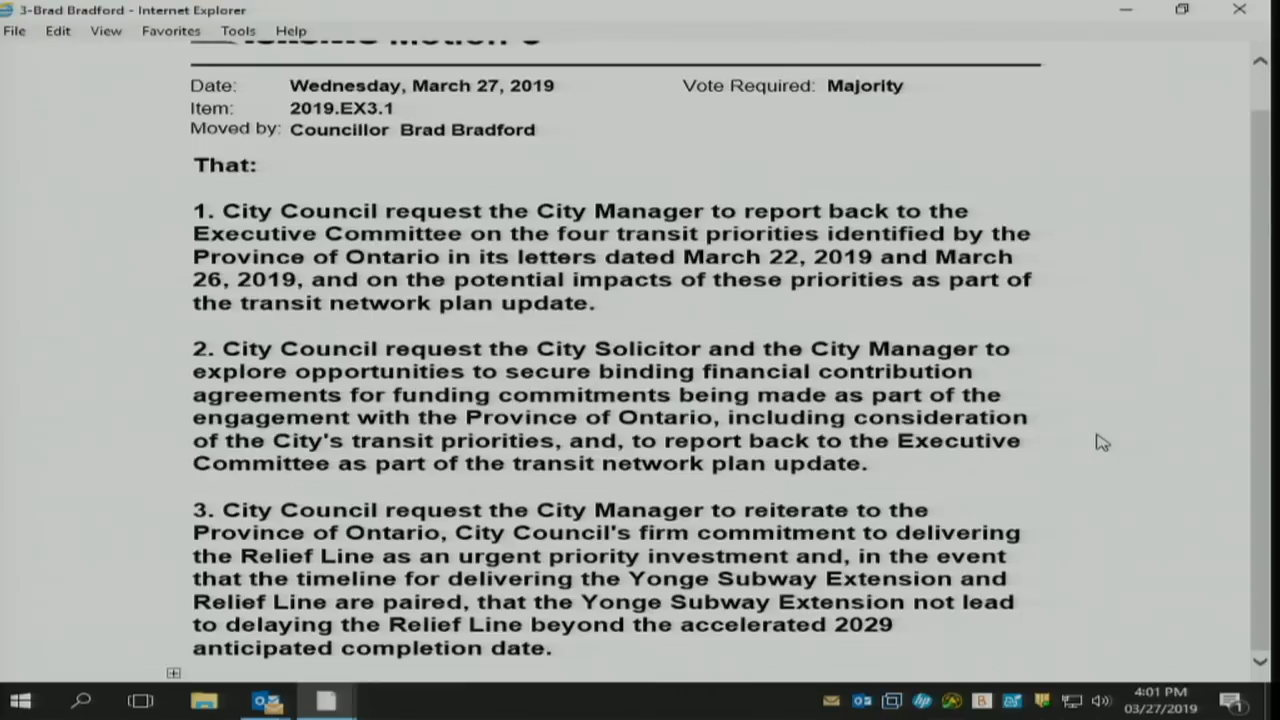 3-Brad Bradford - Internet Explorer
File Edit View Favorites Tools Help
Motion
Date: Wednesday, March 27, 2019 Vote Required: Majority
Item: 2019.EX3.1
Moved by: Councillor Brad Bradford
That:
1. City Council request the City Manager to report back to the
Executive Committee on the four transit priorities identified by the
Province of Ontario in its letters dated March 22, 2019 and March
26, 2019, and on the potential impacts of these priorities as part of
the transit network plan update.
2. City Council request the City Solicitor and the City Manager to
explore opportunities to secure binding financial contribution
agreements for funding commitments being made as part of the
engagement with the Province of Ontario, including consideration
of the City's transit priorities, and, to report back to the Executive
Committee as part of the transit network plan update.
3. City Council request the City Manager to reiterate to the
Province of Ontario, City Council's firm commitment to delivering
the Relief Line as an urgent priority investment and, in the event
that the timeline for delivering the Yonge Subway Extension and
Relief Line are paired, that the Yonge Subway Extension not lead
to delaying the Relief Line beyond the accelerated 2029
anticipated completion date.
4:01 PM
03/27/2019